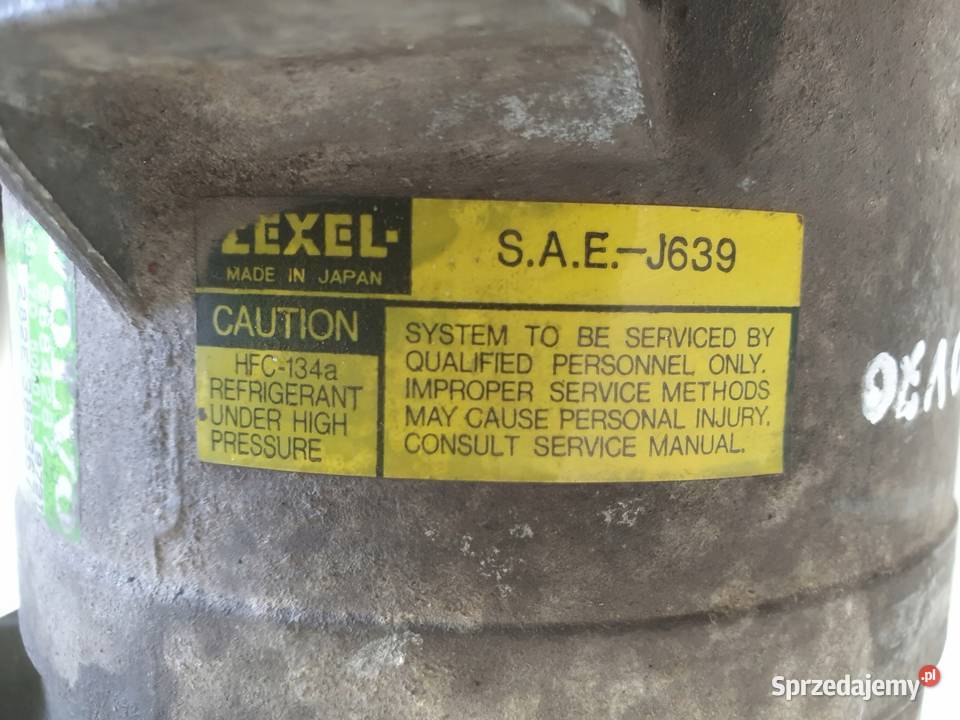 ZEXEL
MADE IN JAPAN
S.A.E.-J639
CAUTION
HFC-134a
REFRIGERANT
UNDER HIGH
PRESSURE
SYSTEM TO BE SERVICED BY
QUALIFIED PERSONNEL ONLY.
IMPROPER SERVICE METHODS
MAY CAUSE PERSONAL INJURY.
CONSULT SERVICE MANUAL.
VOLVO
Sprzedajemy.pl